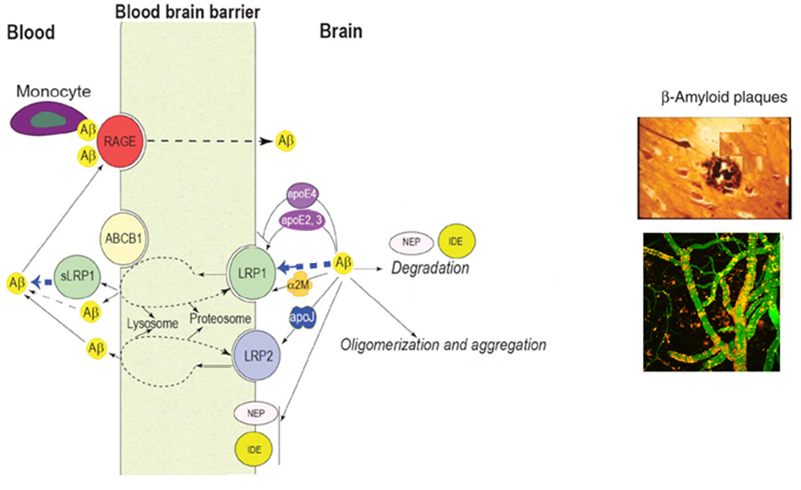 Blood brain barrier
Blood
Brain
Monocyte
Aβ
Aβ
RAGE
Aβ
β-Amyloid plaques
apoE4
apoE2, 3
ABCB1
NEP
IDE
Aβ
sLRP1
LRP1
Degradation
Aβ
α2M
Aβ
Lysosome
Proteosome
apoJ
Aβ
LRP2
Oligomerization and aggregation
NEP
IDE